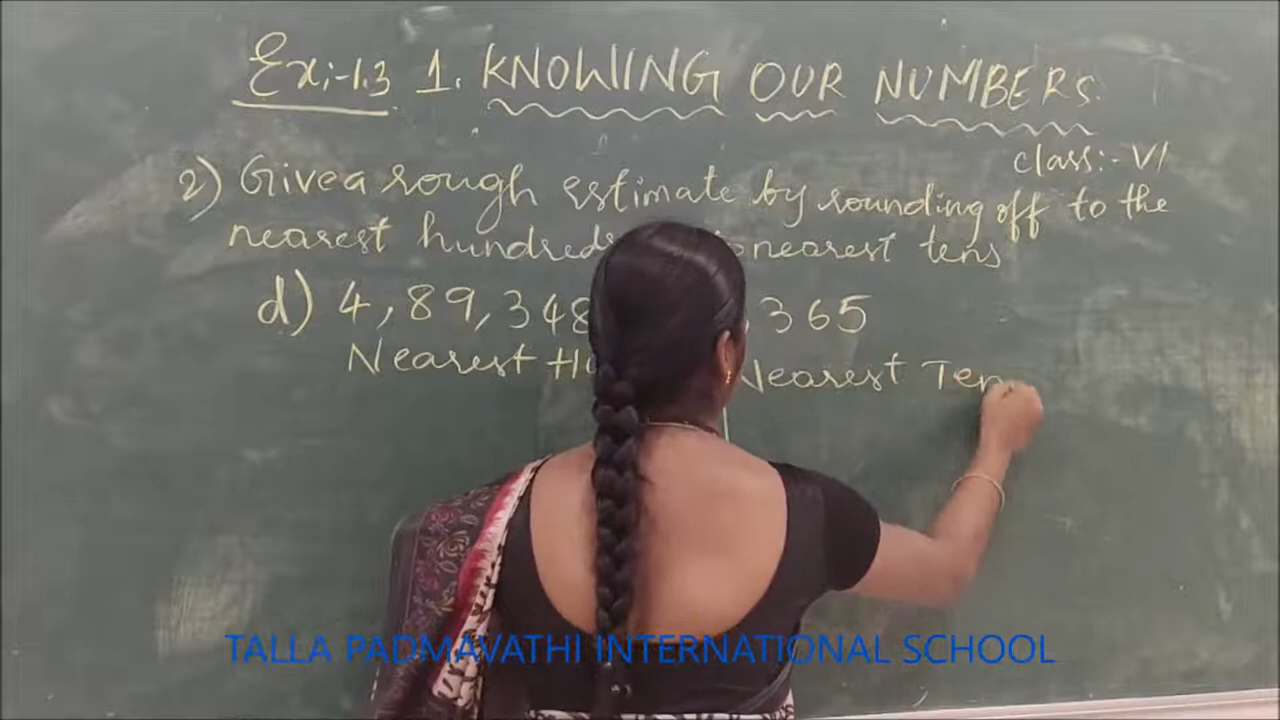 Ex:-1.3 1. KNOWING OUR NUMBERS.
class:- VI
2) Give a rough estimate by rounding off to the
nearest hundreds nearest tens
d) 4,89,348 365
Nearest Nearest Ten
TALLA PADMAVATHI INTERNATIONAL SCHOOL